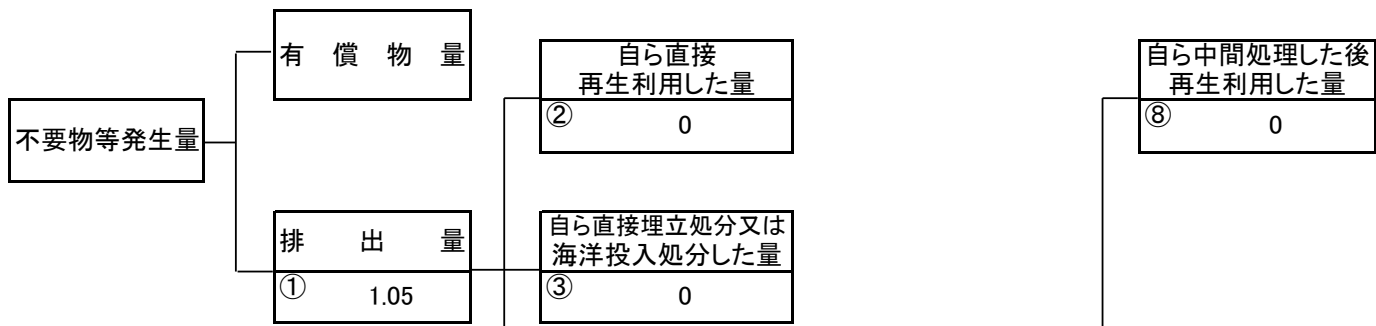 有償物量
自ら直接
再生利用した量
② 0
自ら中間処理した後
再生利用した量
⑧ 0
不要物等発生量
排出量
① 1.05
自ら直接埋立処分又は
海洋投入処分した量
③ 0